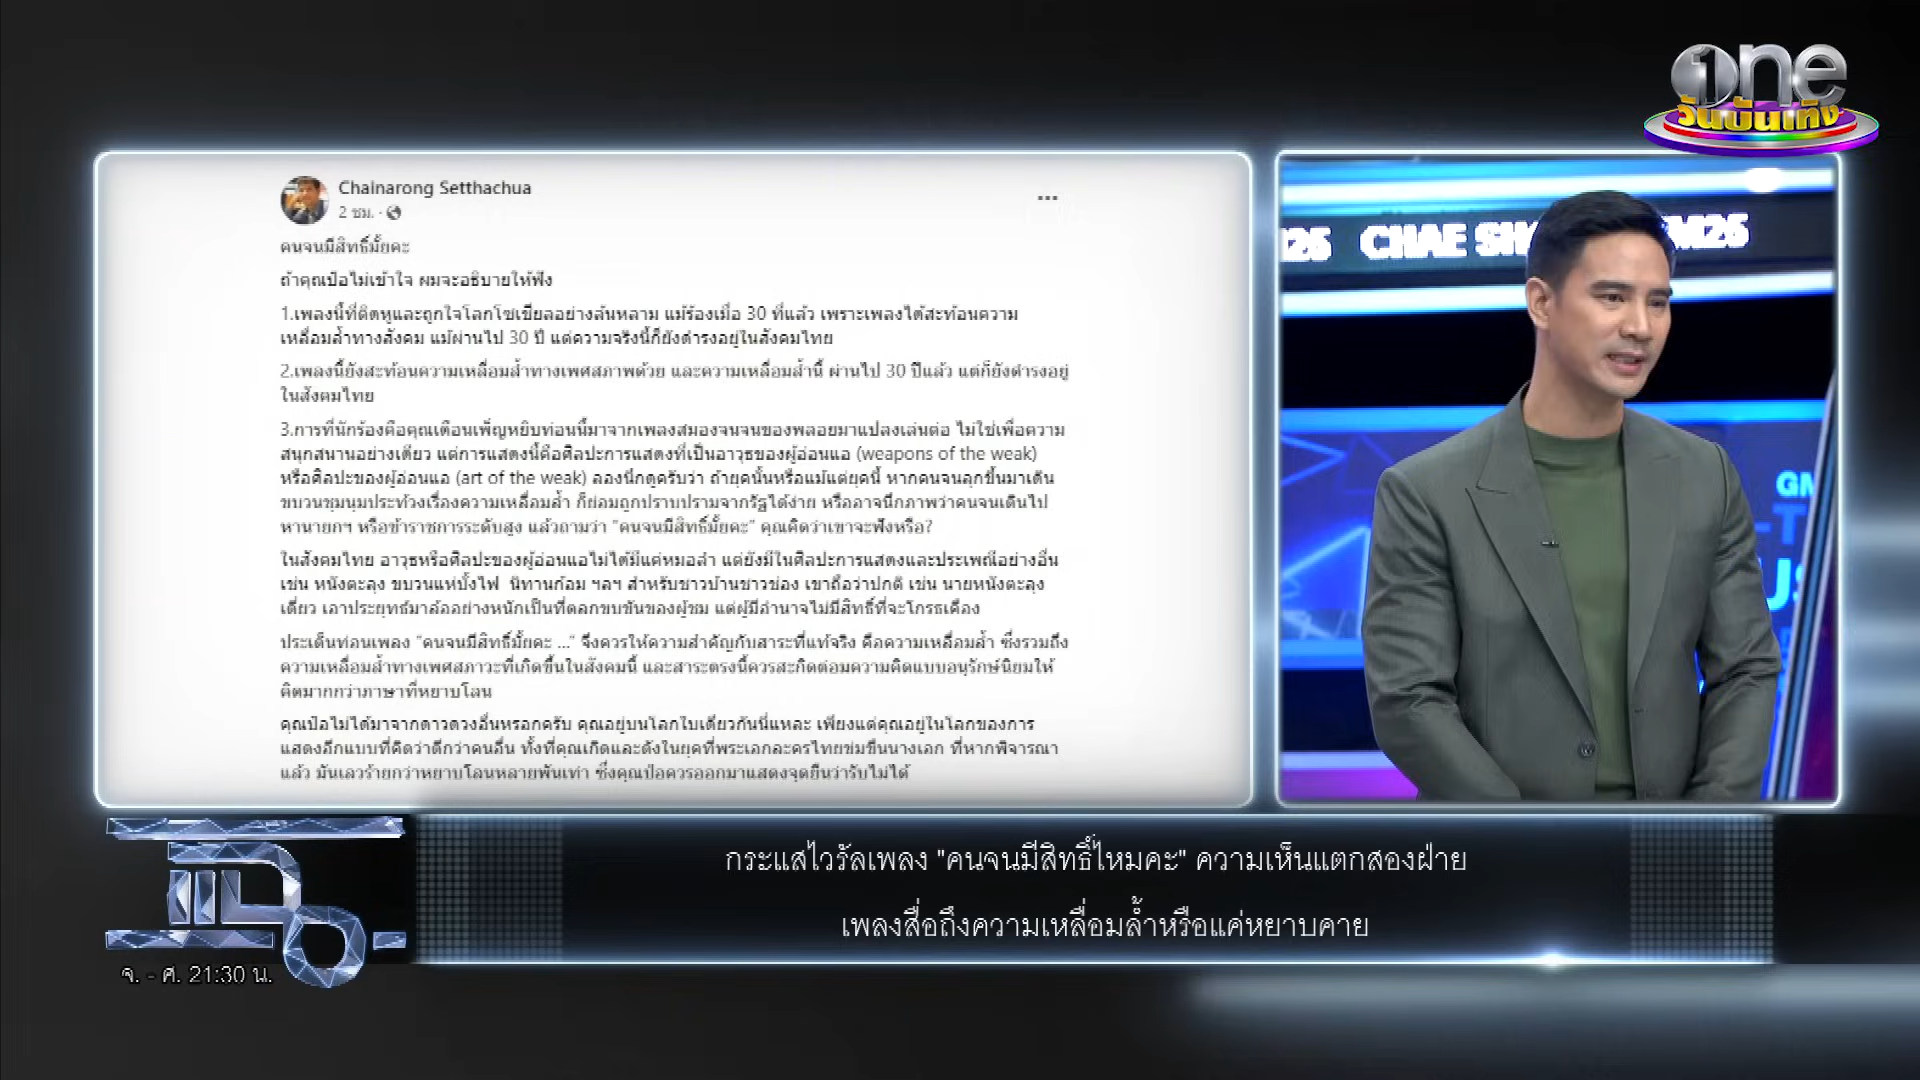 one
วันบันเทิง
Chainarong Setthachua
2 ชม.
คนจนมีสิทธิ์มั้ยคะ
ถ้าคุณป๋อไม่เข้าใจ ผมจะอธิบายให้ฟัง
1.เพลงนี้ที่ติดหูและถูกใจโลกโซเชียลอย่างล้นหลาม แม้ร้องเมื่อ 30 ที่แล้ว เพราะเพลงได้สะท้อนความ
เหลื่อมล้ำทางสังคม แม้ผ่านไป 30 ปี แต่ความจริงนี้ก็ยังดำรงอยู่ในสังคมไทย
2.เพลงนี้ยังสะท้อนความเหลื่อมล้ำทางเพศสภาพด้วย และความเหลื่อมล้ำนี้ ผ่านไป 30 ปีแล้ว แต่ก็ยังดำรงอยู่
ในสังคมไทย
3.การที่นักร้องคือคุณเตือนเพ็ญหยิบท่อนนี้มาจากเพลงสมองจนจนของพลอยมาแปลงเล่นต่อ ไม่ใช่เพื่อความ
สนุกสนานอย่างเดียว แต่การแสดงนี้คือศิลปะการแสดงที่เป็นอาวุธของผู้อ่อนแอ (weapons of the weak)
หรือศิลปะของผู้อ่อนแอ (art of the weak) ลองนึกดูครับว่า ถ้ายุคนั้นหรือแม้แต่ยุคนี้ หากคนจนลุกขึ้นมาเดิน
ขบวนชุมนุมประท้วงเรื่องความเหลื่อมล้ำ ก็ย่อมถูกปราบปรามจากรัฐได้ง่าย หรืออาจนึกภาพว่าคนจนเดินไป
หานายกฯ หรือข้าราชการระดับสูง แล้วถามว่า "คนจนมีสิทธิ์มั้ยคะ" คุณคิดว่าเขาจะฟังหรือ?
ในสังคมไทย อาวุธหรือศิลปะของผู้อ่อนแอไม่ได้มีแค่หมอลำ แต่ยังมีในศิลปะการแสดงและประเพณีอย่างอื่น
เช่น หนังตะลุง ขบวนแห่บั้งไฟ นิทานก้อม ฯลฯ สำหรับชาวบ้านชาวช่อง เขาถือว่าปกติ เช่น นายหนังตะลุง
เดี่ยว เอาประยุทธ์มาล้ออย่างหนักเป็นที่ตลกขบขันของผู้ชม แต่ผู้มีอำนาจไม่มีสิทธิ์ที่จะโกรธเคือง
ประเด็นท่อนเพลง "คนจนมีสิทธิ์มั้ยคะ ..." จึงควรให้ความสำคัญกับสาระที่แท้จริง คือความเหลื่อมล้ำ ซึ่งรวมถึง
ความเหลื่อมล้ำทางเพศสภาวะที่เกิดขึ้นในสังคมนี้ และสาระตรงนี้ควรสะกิดต่อมความคิดแบบอนุรักษ์นิยมให้
คิดมากกว่าภาษาที่หยาบโลน
คุณป๋อไม่ได้มาจากดาวดวงอื่นหรอกครับ คุณอยู่บนโลกใบเดียวกันนี่แหละ เพียงแต่คุณอยู่ในโลกของการ
แสดงอีกแบบที่คิดว่าดีกว่าคนอื่น ทั้งที่คุณเกิดและดังในยุคที่พระเอกละครไทยข่มขืนนางเอก ที่หากพิจารณา
แล้ว มันเลวร้ายกว่าหยาบโลนหลายพันเท่า ซึ่งคุณป๋อควรออกมาแสดงจุดยืนว่ารับไม่ได้
CHAE
แฉ
จ. - ศ. 21:30 น.
กระแสไวรัลเพลง "คนจนมีสิทธิ์ไหมคะ" ความเห็นแตกสองฝ่าย
เพลงสื่อถึงความเหลื่อมล้ำหรือแค่หยาบคาย